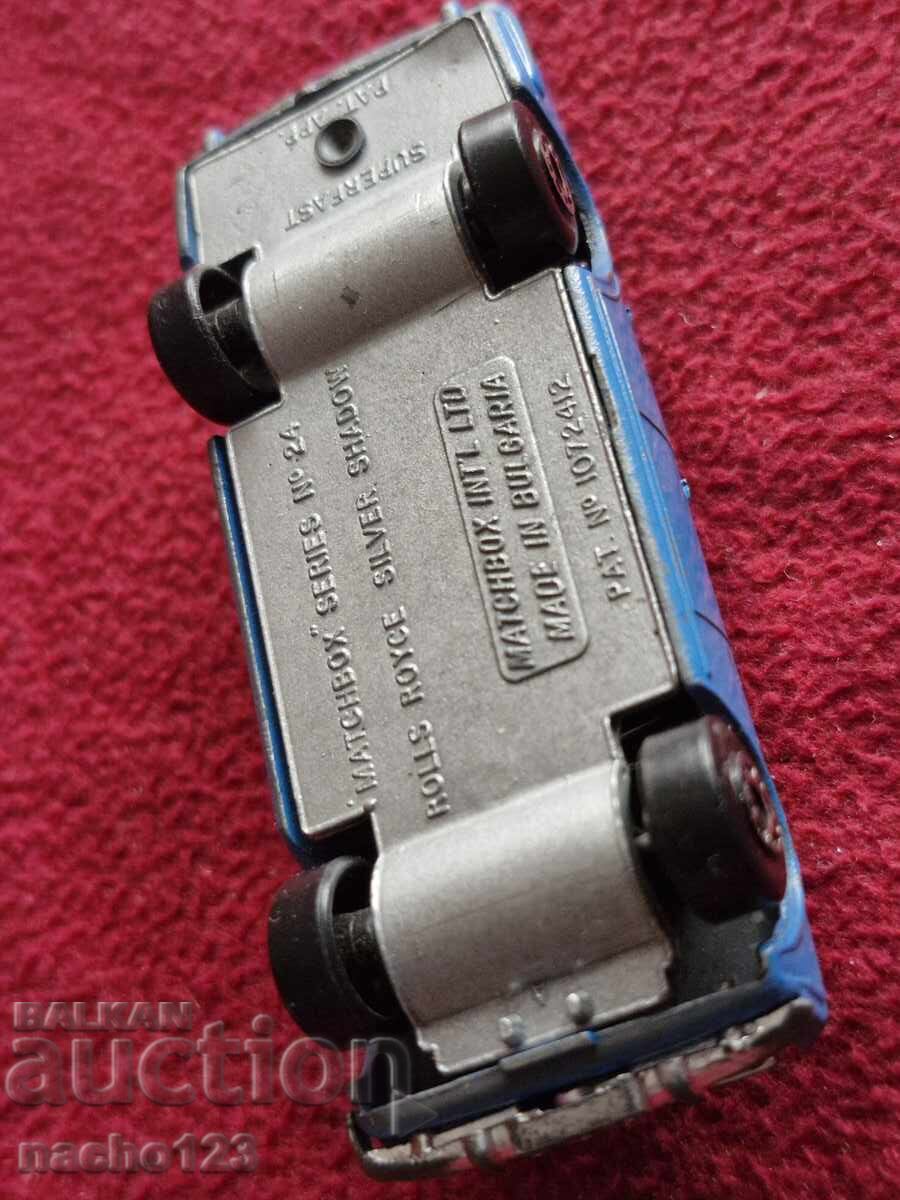 PAT. APP.
SUPERFAST
"MATCHBOX" SERIES Nº 24
ROLLS ROYCE SILVER SHADOW
MATCHBOX INT'L LTD
MADE IN BULGARIA
PAT. Nº 1072412
BALKAN
auction
nacho123